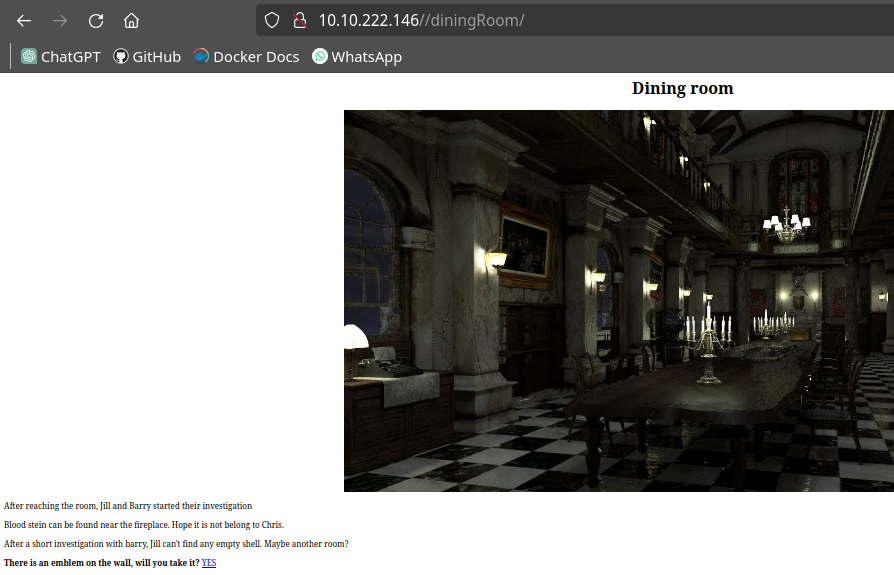 10.10.222.146//diningRoom/
ChatGPT GitHub Docker Docs WhatsApp
Dining room
After reaching the room, Jill and Barry started their investigation
Blood stein can be found near the fireplace. Hope it is not belong to Chris.
After a short investigation with barry, Jill can't find any empty shell. Maybe another room?
There is an emblem on the wall, will you take it? YES